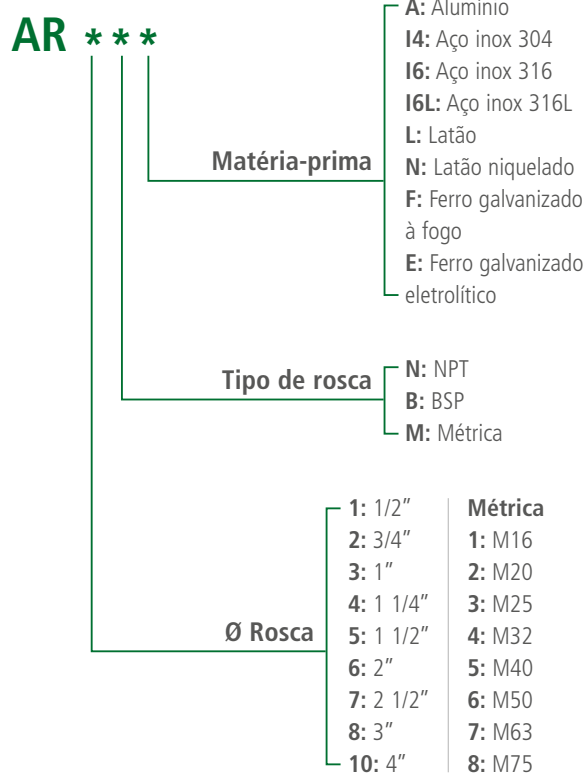 AR ***
A: Alumínio
I4: Aço inox 304
I6: Aço inox 316
I6L: Aço inox 316L
L: Latão
N: Latão niquelado
F: Ferro galvanizado
à fogo
E: Ferro galvanizado
eletrolítico
Matéria-prima
N: NPT
B: BSP
M: Métrica
Tipo de rosca
1: 1/2”
2: 3/4”
3: 1”
4: 1 1/4”
5: 1 1/2”
6: 2”
7: 2 1/2”
8: 3”
10: 4”
Métrica
1: M16
2: M20
3: M25
4: M32
5: M40
6: M50
7: M63
8: M75
Ø Rosca